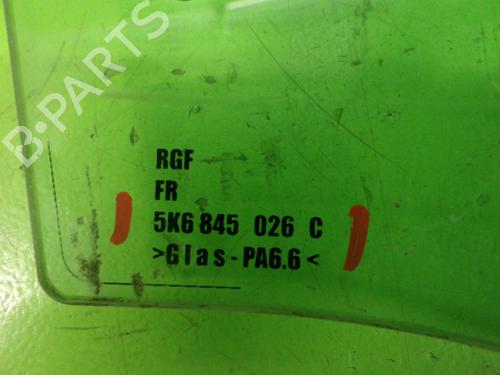 B-PARTS
RGF
FR
5K6 845 026 C
>Glas-PA6.6<